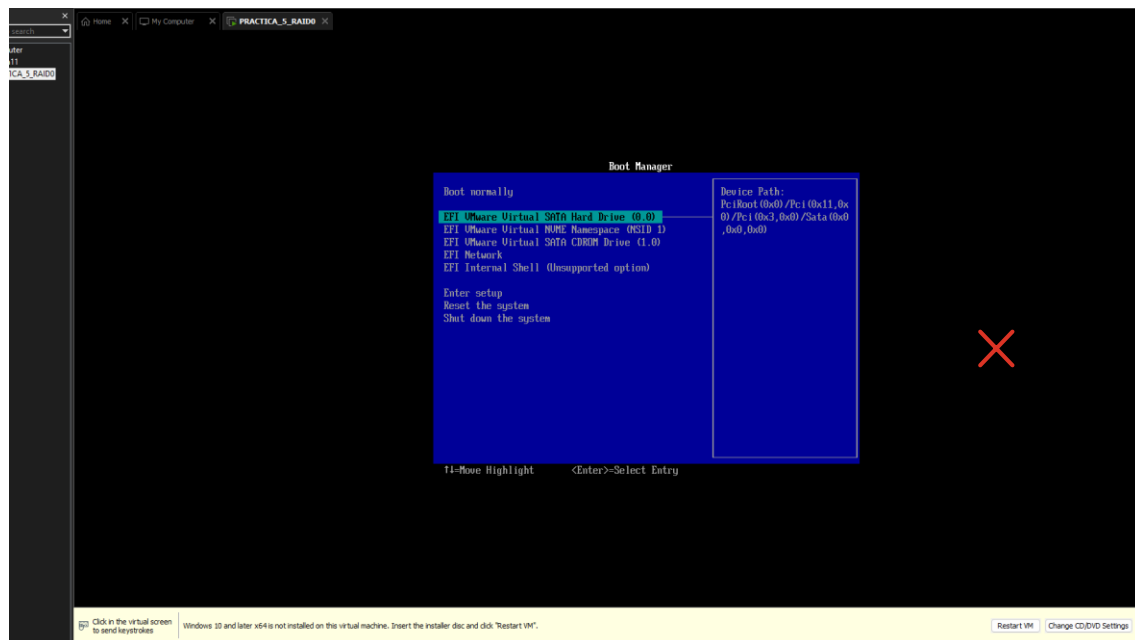 Home
My Computer
PRACTICA_5_RAID0
search
Boot Manager
Boot normally
EFI VMware Virtual SATA Hard Drive (0.0)
EFI VMware Virtual NVME Namespace (NSID 1)
EFI VMware Virtual SATA CDROM Drive (1.0)
EFI Network
EFI Internal Shell (Unsupported option)
Enter setup
Reset the system
Shut down the system
Device Path:
PciRoot(0x0)/Pci(0x11,0x
0)/Pci(0x3,0x0)/Sata(0x0
,0x0,0x0)
↑↓=Move Highlight <Enter>=Select Entry
Click in the virtual screen
to send keystrokes
Windows 10 and later x64 is not installed on this virtual machine. Insert the installer disc and click "Restart VM".
Restart VM
Change CD/DVD Settings